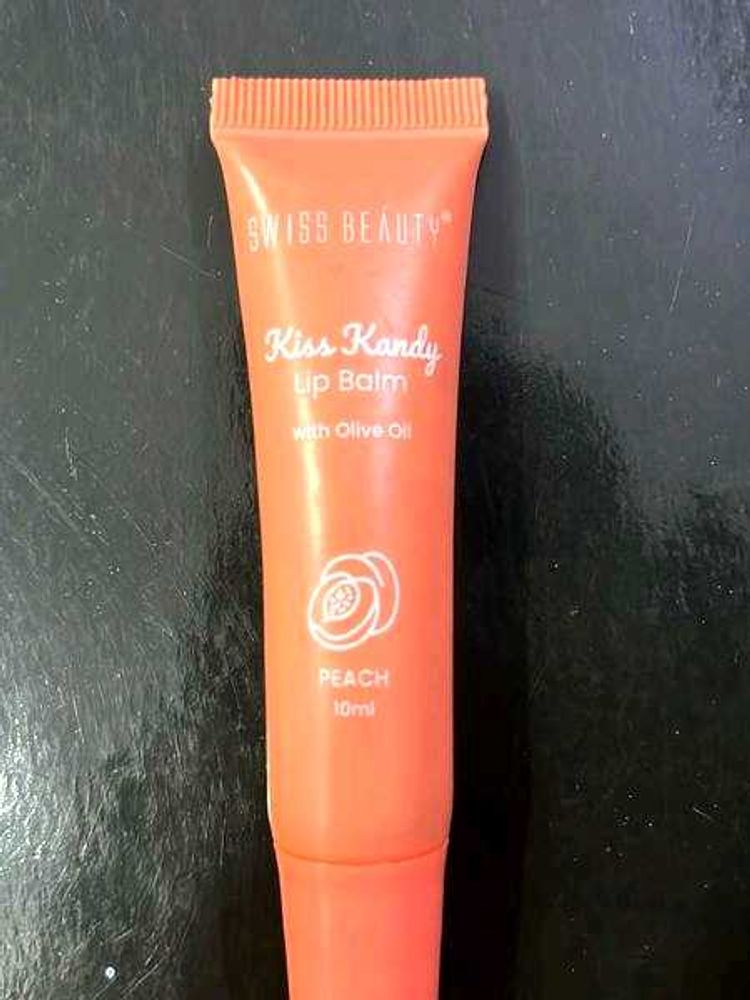 SWISS BEAUTY®
Kiss Kandy
Lip Balm
with Olive Oil
PEACH
10ml